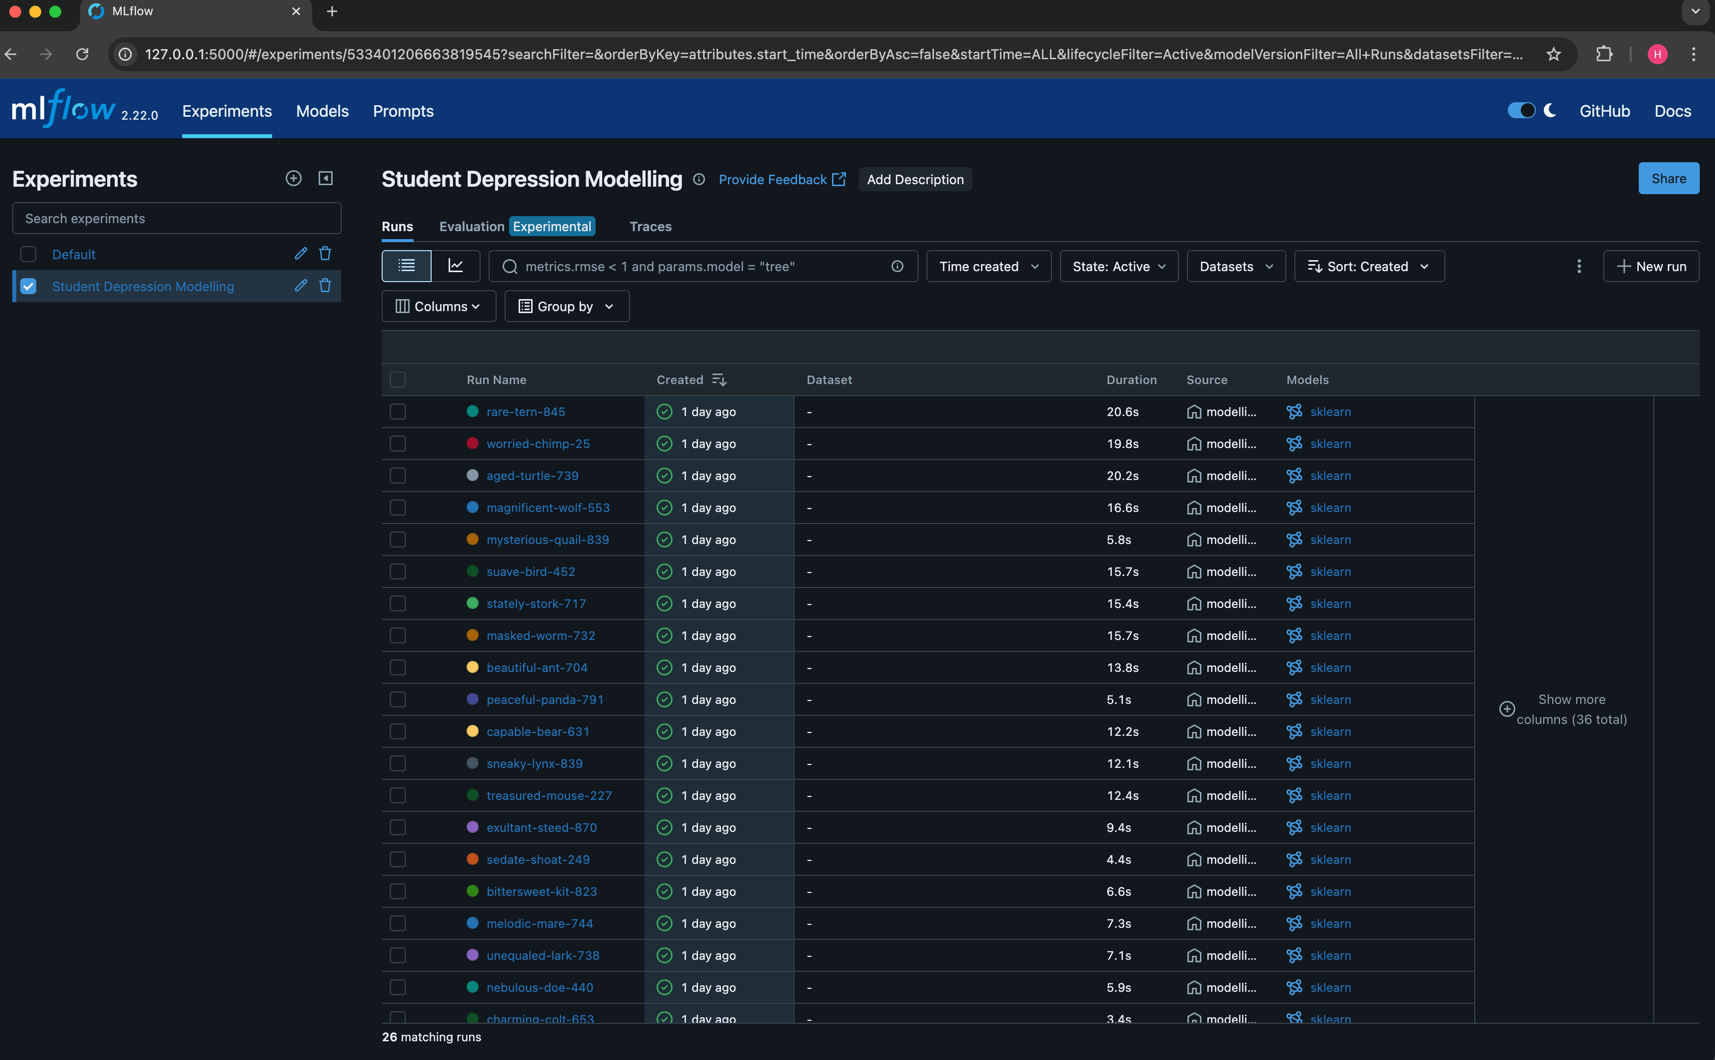 MLflow
127.0.0.1:5000/#/experiments/533401206663819545?searchFilter=&orderByKey=attributes.start_time&orderByAsc=false&startTime=ALL&lifecycleFilter=Active&modelVersionFilter=All+Runs&datasetsFilter=...
H
mlflow 2.22.0 Experiments Models Prompts GitHub Docs
Experiments
Search experiments
Default
Student Depression Modelling
Student Depression Modelling Provide Feedback Add Description Share
Runs Evaluation Experimental Traces
metrics.rmse < 1 and params.model = "tree" Time created State: Active Datasets Sort: Created New run
Columns Group by
Run Name Created Dataset Duration Source Models
rare-tern-845 1 day ago - 20.6s modelli... sklearn
worried-chimp-25 1 day ago - 19.8s modelli... sklearn
aged-turtle-739 1 day ago - 20.2s modelli... sklearn
magnificent-wolf-553 1 day ago - 16.6s modelli... sklearn
mysterious-quail-839 1 day ago - 5.8s modelli... sklearn
suave-bird-452 1 day ago - 15.7s modelli... sklearn
stately-stork-717 1 day ago - 15.4s modelli... sklearn
masked-worm-732 1 day ago - 15.7s modelli... sklearn
beautiful-ant-704 1 day ago - 13.8s modelli... sklearn
peaceful-panda-791 1 day ago - 5.1s modelli... sklearn
capable-bear-631 1 day ago - 12.2s modelli... sklearn
sneaky-lynx-839 1 day ago - 12.1s modelli... sklearn
treasured-mouse-227 1 day ago - 12.4s modelli... sklearn
exultant-steed-870 1 day ago - 9.4s modelli... sklearn
sedate-shoat-249 1 day ago - 4.4s modelli... sklearn
bittersweet-kit-823 1 day ago - 6.6s modelli... sklearn
melodic-mare-744 1 day ago - 7.3s modelli... sklearn
unequaled-lark-738 1 day ago - 7.1s modelli... sklearn
nebulous-doe-440 1 day ago - 5.9s modelli... sklearn
charming-colt-653 1 day ago - 3.4s modelli... sklearn
Show more
columns (36 total)
26 matching runs